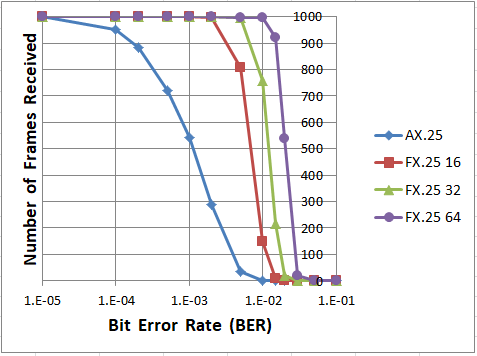 1000
900
800
700
600
500
400
300
200
100
0
Number of Frames Received
AX.25
FX.25 16
FX.25 32
FX.25 64
1.E-05 1.E-04 1.E-03 1.E-02 1.E-01
Bit Error Rate (BER)